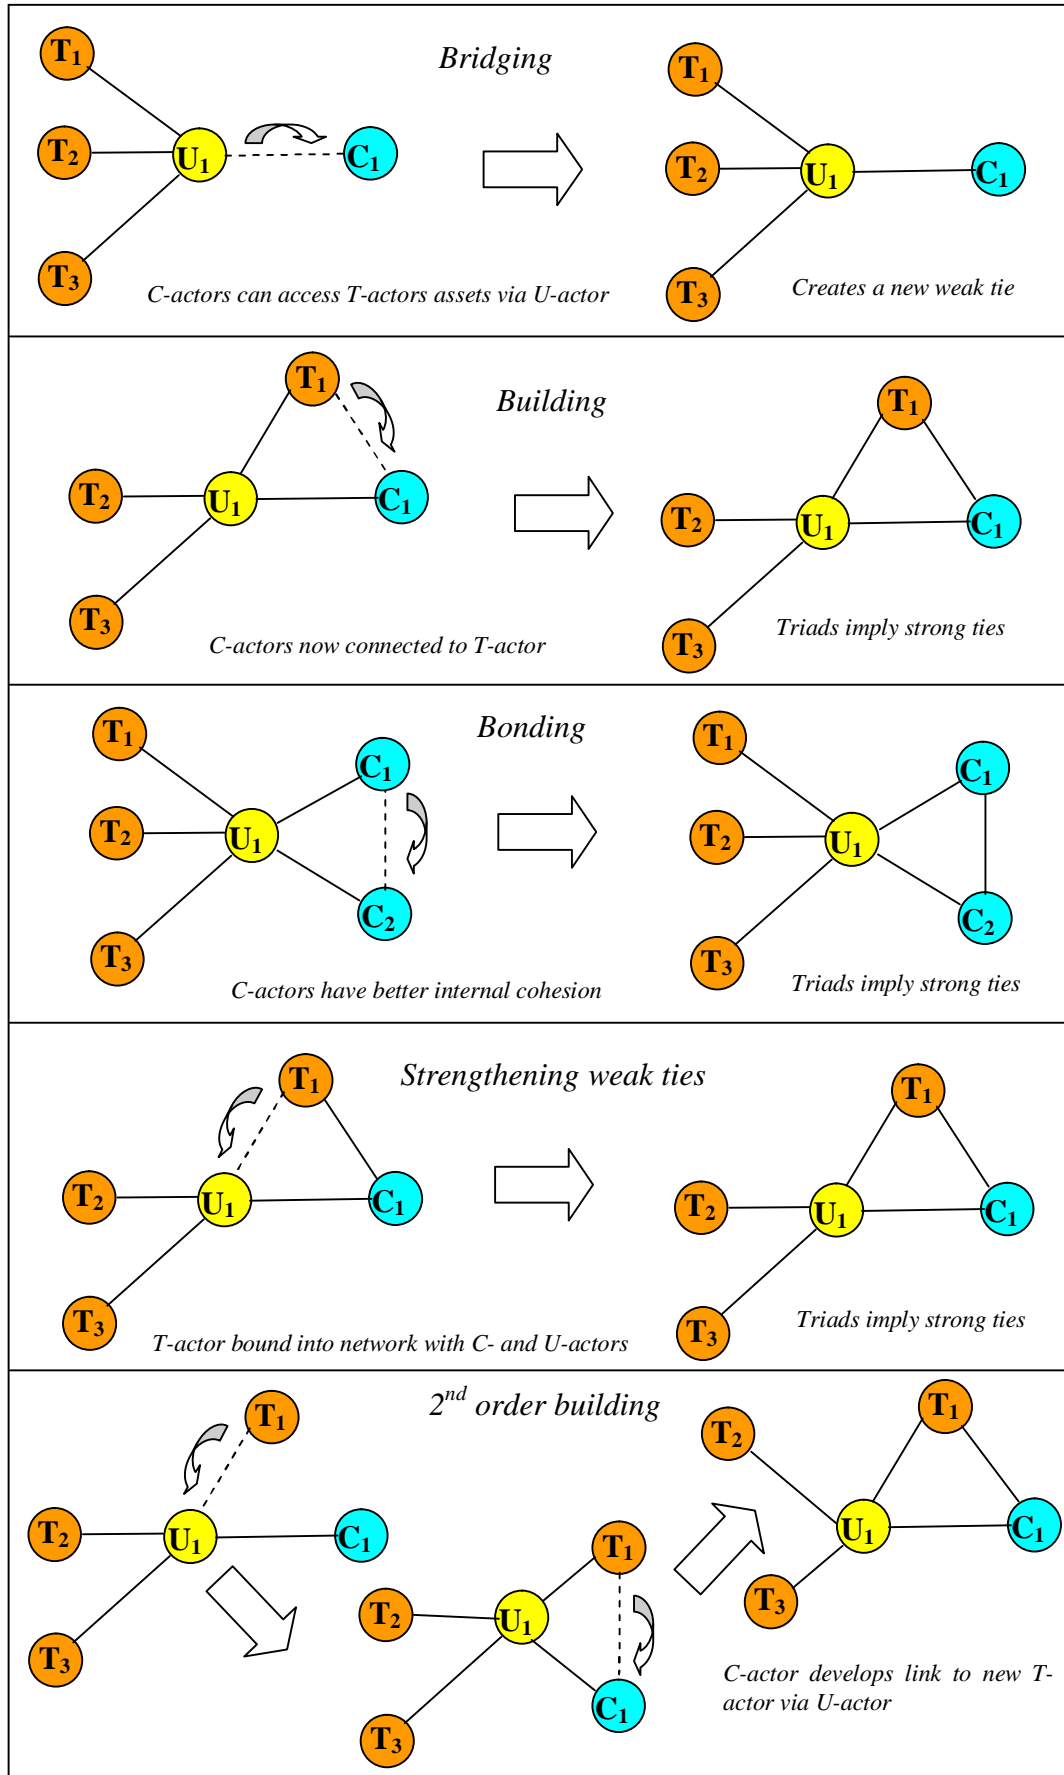 Bridging
T1
T2
T3
U1
C1
T1
T2
T3
U1
C1
C-actors can access T-actors assets via U-actor
Creates a new weak tie
Building
T1
T2
U1
C1
T3
T1
T2
U1
C1
T3
C-actors now connected to T-actor
Triads imply strong ties
Bonding
T1
C1
T2
U1
C2
T3
T1
C1
T2
U1
C2
T3
C-actors have better internal cohesion
Triads imply strong ties
Strengthening weak ties
T1
T2
U1
C1
T3
T1
T2
U1
C1
T3
T-actor bound into network with C- and U-actors
Triads imply strong ties
2nd order building
T1
T2
U1
C1
T3
T1
T2
U1
C1
T3
T1
T2
U1
C1
T3
C-actor develops link to new T-
actor via U-actor